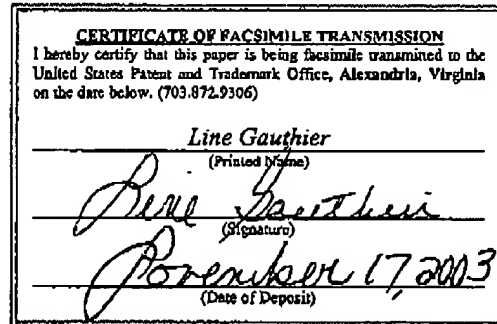 CERTIFICATE OF FACSIMILE TRANSMISSION
I hereby certify that this paper is being facsimile transmitted to the
United States Patent and Trademark Office, Alexandria, Virginia
on the date below. (703.872.9306)
Line Gauthier
(Printed Name)
Line Gauthier
(Signature)
November 17, 2003
(Date of Deposit)